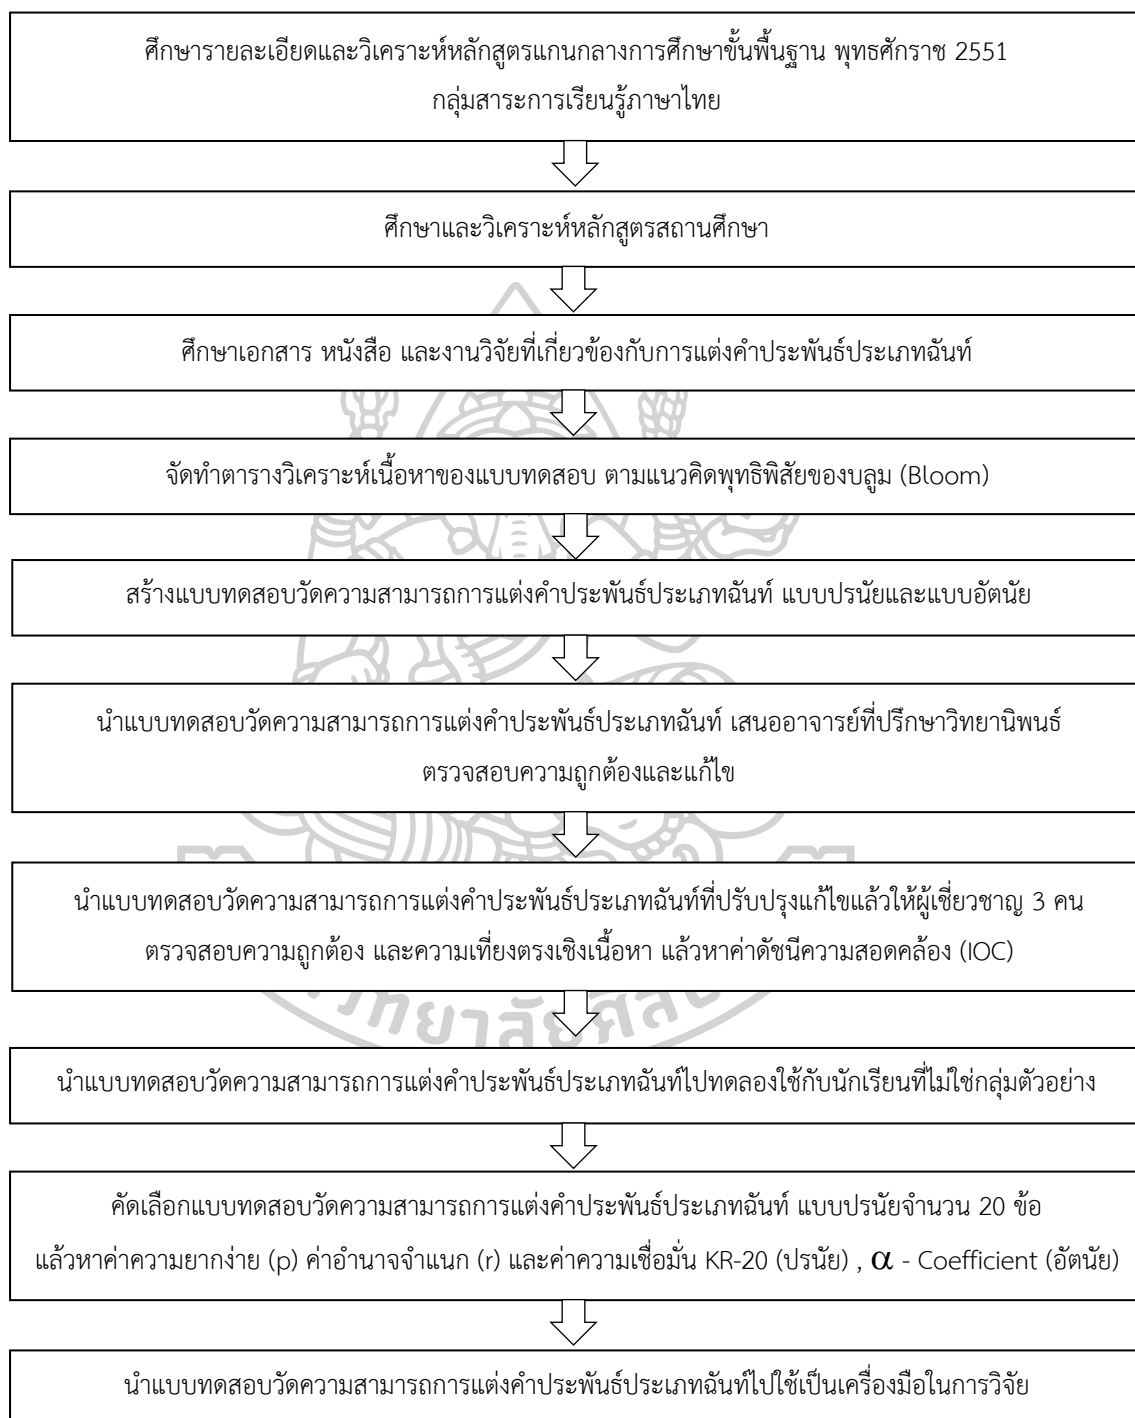 ศึกษารายละเอียดและวิเคราะห์หลักสูตรแกนกลางการศึกษาขั้นพื้นฐาน พุทธศักราช 2551
กลุ่มสาระการเรียนรู้ภาษาไทย
ศึกษาและวิเคราะห์หลักสูตรสถานศึกษา
ศึกษาเอกสาร หนังสือ และงานวิจัยที่เกี่ยวข้องกับการแต่งคำประพันธ์ประเภทฉันท์
จัดทำตารางวิเคราะห์เนื้อหาของแบบทดสอบ ตามแนวคิดพุทธิพิสัยของบลูม (Bloom)
สร้างแบบทดสอบวัดความสามารถการแต่งคำประพันธ์ประเภทฉันท์ แบบปรนัยและแบบอัตนัย
นำแบบทดสอบวัดความสามารถการแต่งคำประพันธ์ประเภทฉันท์ เสนออาจารย์ที่ปรึกษาวิทยานิพนธ์
ตรวจสอบความถูกต้องและแก้ไข
นำแบบทดสอบวัดความสามารถการแต่งคำประพันธ์ประเภทฉันท์ที่ปรับปรุงแก้ไขแล้วให้ผู้เชี่ยวชาญ 3 คน
ตรวจสอบความถูกต้อง และความเที่ยงตรงเชิงเนื้อหา แล้วหาค่าดัชนีความสอดคล้อง (IOC)
นำแบบทดสอบวัดความสามารถการแต่งคำประพันธ์ประเภทฉันท์ไปทดลองใช้กับนักเรียนที่ไม่ใช่กลุ่มตัวอย่าง
คัดเลือกแบบทดสอบวัดความสามารถการแต่งคำประพันธ์ประเภทฉันท์ แบบปรนัยจำนวน 20 ข้อ
แล้วหาค่าความยากง่าย (p) ค่าอำนาจจำแนก (r) และค่าความเชื่อมั่น KR-20 (ปรนัย) , α - Coefficient (อัตนัย)
นำแบบทดสอบวัดความสามารถการแต่งคำประพันธ์ประเภทฉันท์ไปใช้เป็นเครื่องมือในการวิจัย